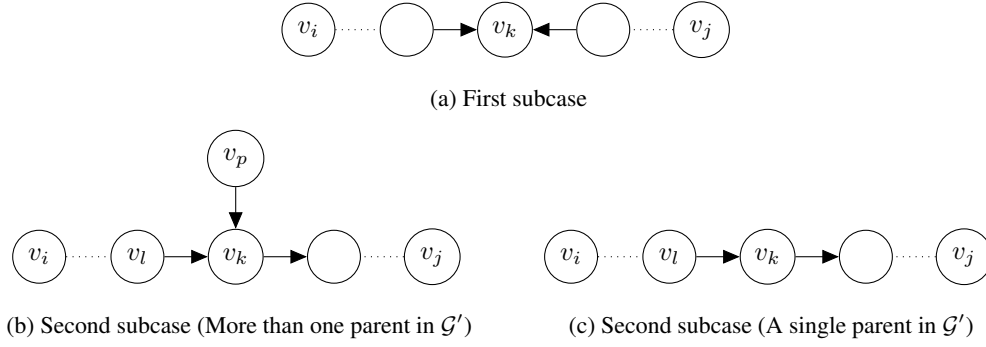 v_i v_k v_j
(a) First subcase
v_p
v_i v_l v_k v_j v_i v_l v_k v_j
(b) Second subcase (More than one parent in 𝒢′) (c) Second subcase (A single parent in 𝒢′)